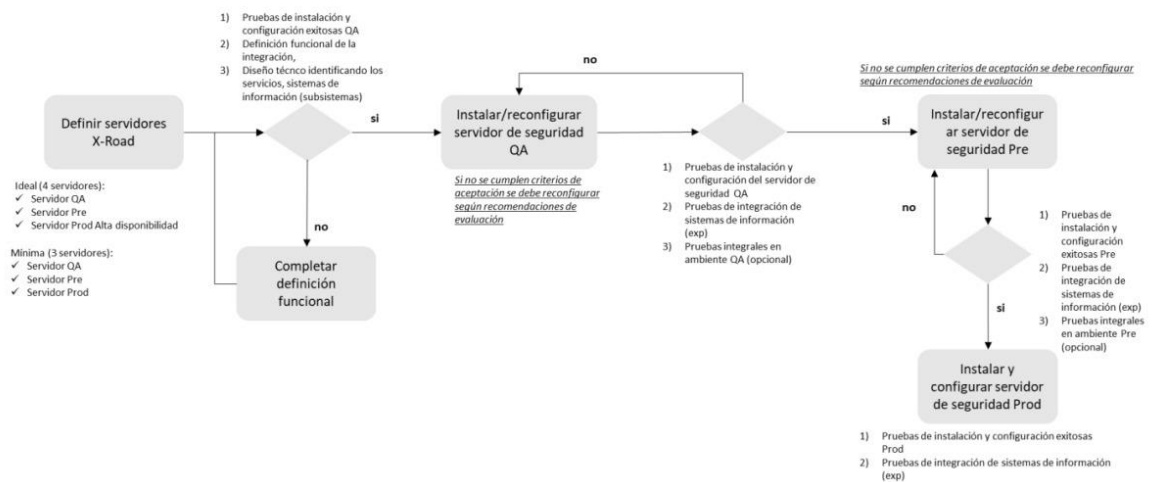 1) Pruebas de instalación y
configuración exitosas QA
2) Definición funcional de la
integración,
3) Diseño técnico identificando los
servicios, sistemas de
información (subsistemas)
Definir servidores
X-Road
Ideal (4 servidores):
✓ Servidor QA
✓ Servidor Pre
✓ Servidor Prod Alta disponibilidad
Mínima (3 servidores):
✓ Servidor QA
✓ Servidor Pre
✓ Servidor Prod
si
no
Completar
definición
funcional
no
Instalar/reconfigurar
servidor de seguridad
QA
Si no se cumplen criterios de
aceptación se debe reconfigurar
según recomendaciones de
evaluación
1) Pruebas de instalación y
configuración del servidor de
seguridad QA
2) Pruebas de integración de
sistemas de información
(exp)
3) Pruebas integrales en
ambiente QA (opcional)
si
Si no se cumplen criterios de aceptación se debe reconfigurar
según recomendaciones de evaluación
Instalar/reconfigur
ar servidor de
seguridad Pre
no
1) Pruebas de
instalación y
configuración
exitosas Pre
2) Pruebas de
integración de
sistemas de
información (exp)
3) Pruebas integrales
en ambiente Pre
(opcional)
si
Instalar y
configurar servidor
de seguridad Prod
1) Pruebas de instalación y configuración exitosas
Prod
2) Pruebas de integración de sistemas de información
(exp)